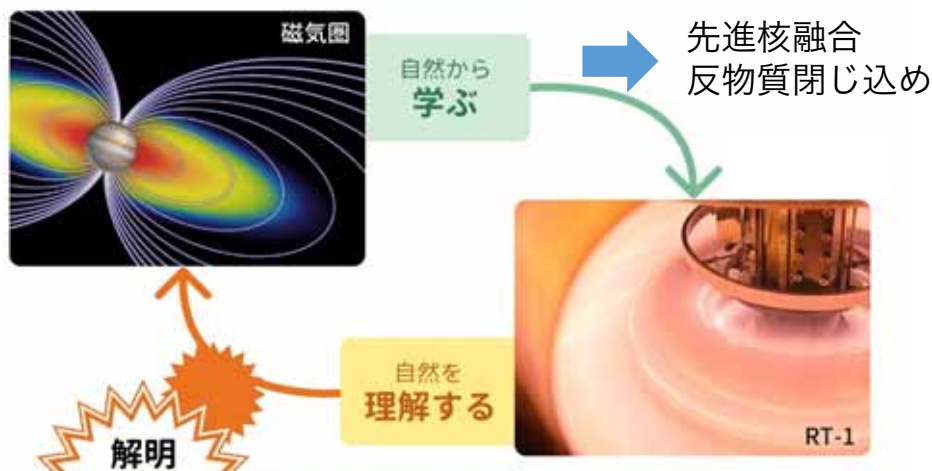 磁気圏
自然から
学ぶ
先進核融合
反物質閉じ込め
自然を
理解する
RT-1
解明